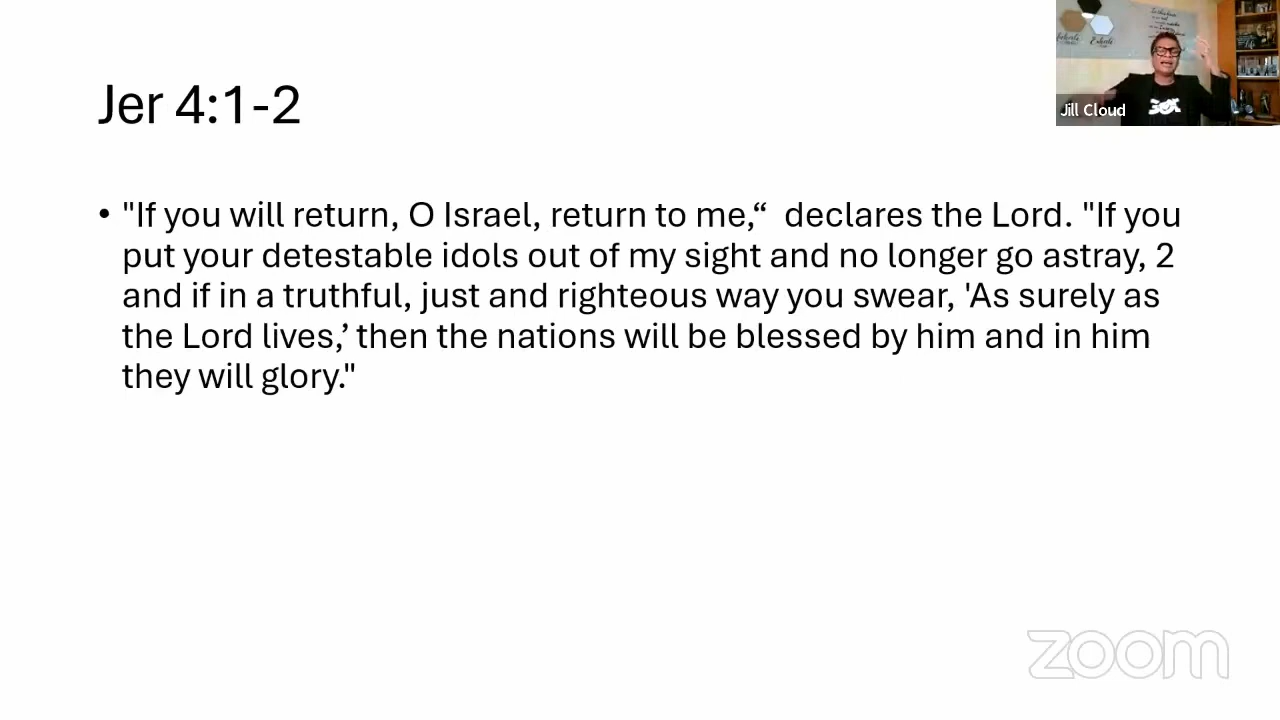 Jer 4:1-2
Jill Cloud
• "If you will return, O Israel, return to me,“  declares the Lord. "If you
put your detestable idols out of my sight and no longer go astray, 2
and if in a truthful, just and righteous way you swear, 'As surely as
the Lord lives,’ then the nations will be blessed by him and in him
they will glory."
zoom